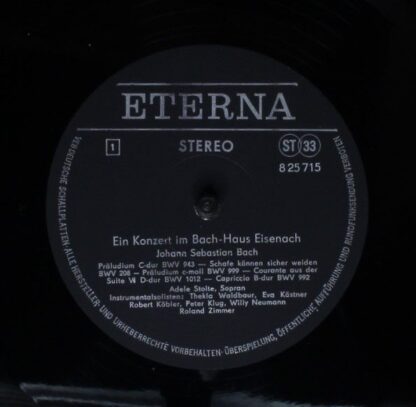 ETERNA
1
STEREO
ST 33
8 25 715
Ein Konzert im Bach-Haus Eisenach
Johann Sebastian Bach
Präludium C-dur BWV 943 — Schafe können sicher weiden
BWV 208 — Präludium c-moll BWV 999 — Courante aus der
Suite VI D-dur BWV 1012 — Capriccio B-dur BWV 992
Adele Stolte, Sopran
Instrumentalsolisten: Thekla Waldbaur, Eva Kästner
Robert Köbler, Peter Klug, Willy Neumann
Roland Zimmer
VEB DEUTSCHE SCHALLPLATTEN · ALLE HERSTELLER- UND URHEBERRECHTE VORBEHALTEN · ÜBERSPIELUNG, ÖFFENTLICHE AUFFÜHRUNG UND RUNDFUNKSENDUNG VERBOTEN